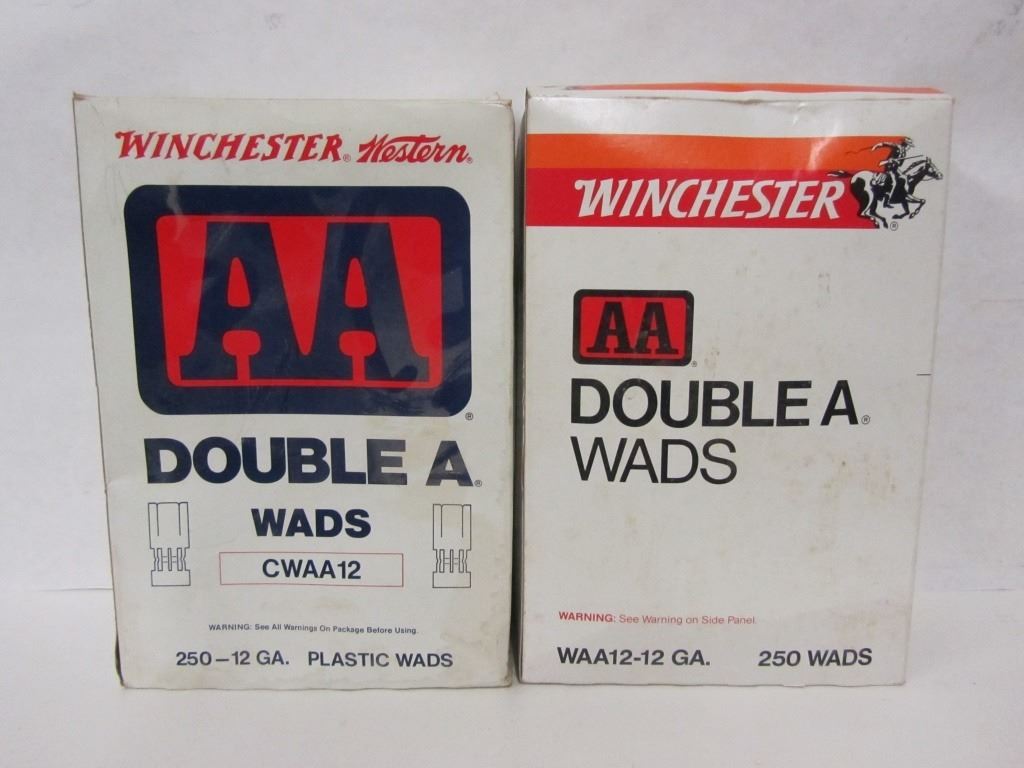 WINCHESTER® Western®
AA
®
DOUBLE A®
WADS
CWAA12
WARNING: See All Warnings On Package Before Using.
250–12 GA. PLASTIC WADS
WINCHESTER
®
AA
®
DOUBLE A®
WADS
WARNING: See Warning on Side Panel.
WAA12-12 GA. 250 WADS